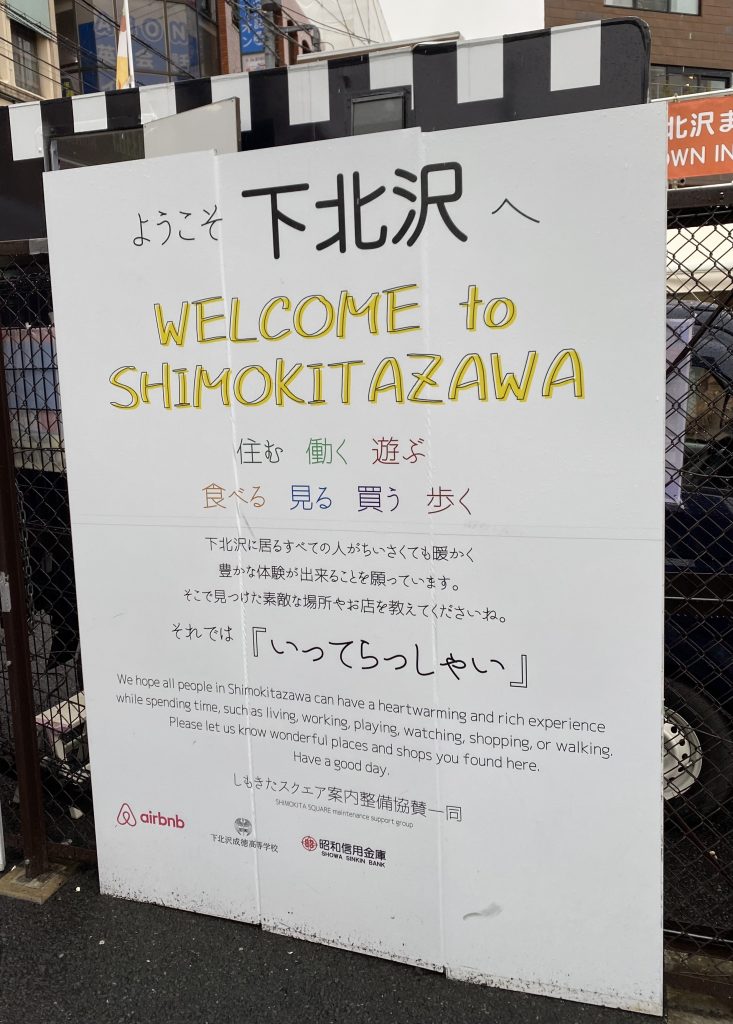 ようこそ 下北沢 へ
WELCOME to
SHIMOKITAZAWA
住む 働く 遊ぶ
食べる 見る 買う 歩く
下北沢に居るすべての人がちいさくても暖かく
豊かな体験が出来ることを願っています。
そこで見つけた素敵な場所やお店を教えてくださいね。
それでは『いってらっしゃい』
We hope all people in Shimokitazawa can have a heartwarming and rich experience
while spending time, such as living, working, playing, watching, shopping, or walking.
Please let us know wonderful places and shops you found here.
Have a good day.
しもきたスクエア案内整備協賛一同
SHIMOKITA SQUARE maintenance support group
airbnb
下北沢成徳高等学校
昭和信用金庫
SHOWA SINKIN BANK
北沢ま
OWN IN